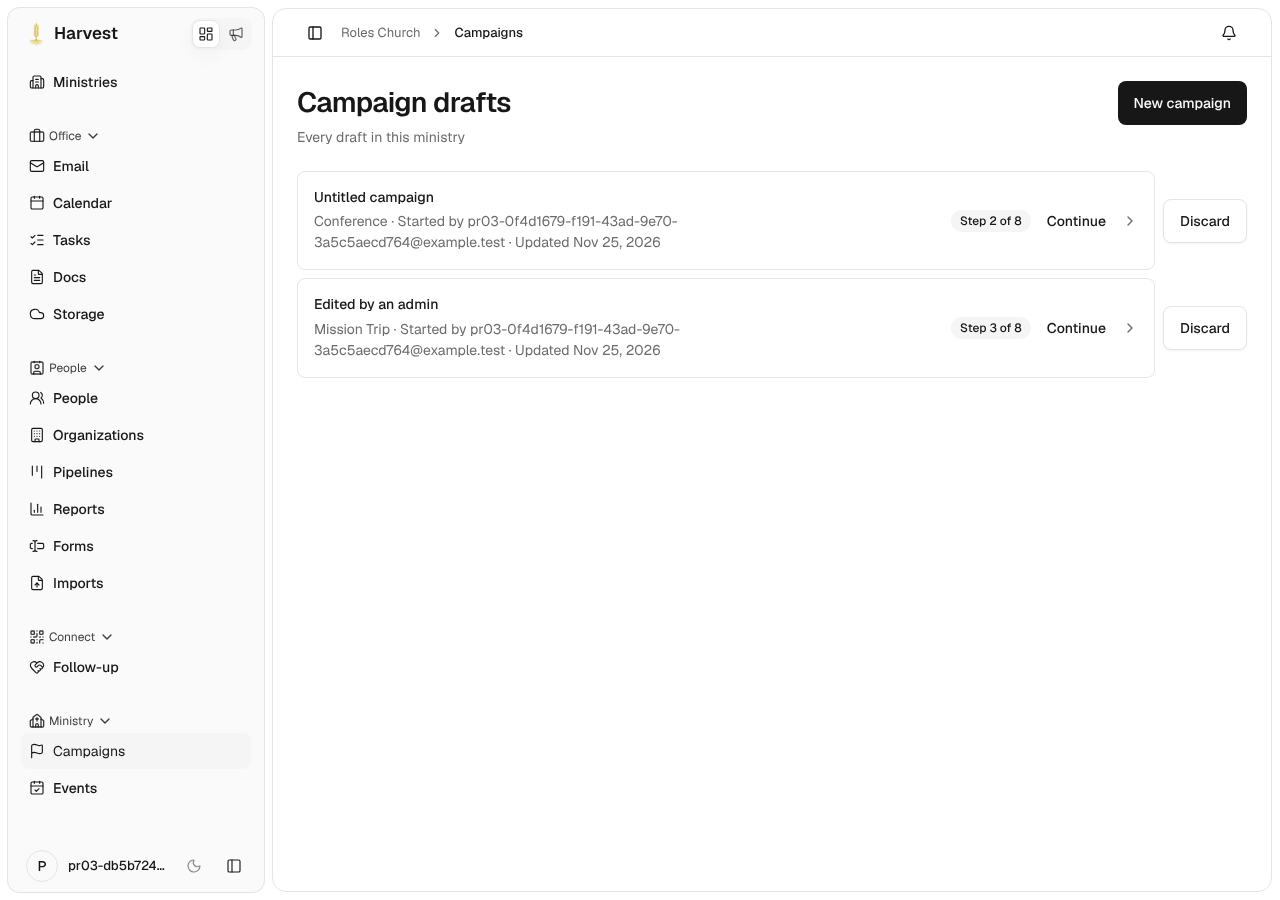 Harvest
Ministries
Office
Email
Calendar
Tasks
Docs
Storage
People
People
Organizations
Pipelines
Reports
Forms
Imports
Connect
Follow-up
Ministry
Campaigns
Events
P pr03-db5b724...
Roles Church > Campaigns
Campaign drafts
New campaign
Every draft in this ministry
Untitled campaign
Conference · Started by pr03-0f4d1679-f191-43ad-9e70-
3a5c5aecd764@example.test · Updated Nov 25, 2026
Step 2 of 8 Continue
Discard
Edited by an admin
Mission Trip · Started by pr03-0f4d1679-f191-43ad-9e70-
3a5c5aecd764@example.test · Updated Nov 25, 2026
Step 3 of 8 Continue
Discard